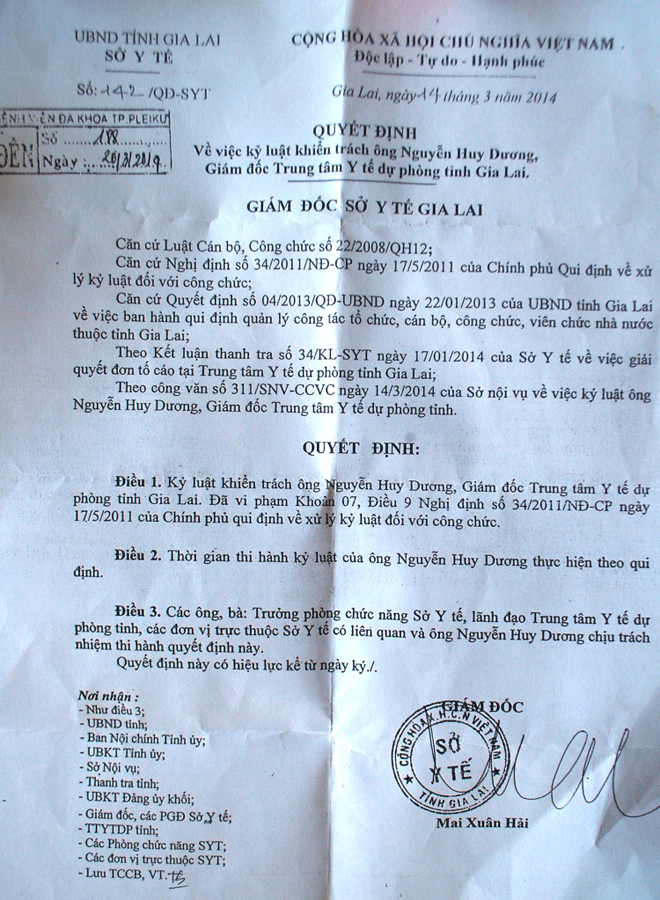 UBND TỈNH GIA LAI
SỞ Y TẾ
CỘNG HÒA XÃ HỘI CHỦ NGHĨA VIỆT NAM
Độc lập - Tự do - Hạnh phúc
Số: 142 /QĐ-SYT
Gia Lai, ngày 14 tháng 3 năm 2014
ĐA KHOA TP.PLEIKU
ĐẾN
Số 188
Ngày
QUYẾT ĐỊNH
Về việc kỷ luật khiển trách ông Nguyễn Huy Dương,
Giám đốc Trung tâm Y tế dự phòng tỉnh Gia Lai.
GIÁM ĐỐC SỞ Y TẾ GIA LAI
Căn cứ Luật Cán bộ, Công chức số 22/2008/QH12;
Căn cứ Nghị định số 34/2011/NĐ-CP ngày 17/5/2011 của Chính phủ Qui định về xử
lý kỷ luật đối với công chức;
Căn cứ Quyết định số 04/2013/QĐ-UBND ngày 22/01/2013 của UBND tỉnh Gia Lai
về việc ban hành qui định quản lý công tác tổ chức, cán bộ, công chức, viên chức nhà nước
thuộc tỉnh Gia Lai;
Theo Kết luận thanh tra số 34/KL-SYT ngày 17/01/2014 của Sở Y tế về việc giải
quyết đơn tố cáo tại Trung tâm Y tế dự phòng tỉnh Gia Lai;
Theo công văn số 311/SNV-CCVC ngày 14/3/2014 của Sở nội vụ về việc kỷ luật ông
Nguyễn Huy Dương, Giám đốc Trung tâm Y tế dự phòng tỉnh.
QUYẾT ĐỊNH:
Điều 1. Kỷ luật khiển trách ông Nguyễn Huy Dương, Giám đốc Trung tâm Y tế dự
phòng tỉnh Gia Lai. Đã vi phạm Khoản 07, Điều 9 Nghị định số 34/2011/NĐ-CP ngày
17/5/2011 của Chính phủ qui định về xử lý kỷ luật đối với công chức.
Điều 2. Thời gian thi hành kỷ luật của ông Nguyễn Huy Dương thực hiện theo qui
định.
Điều 3. Các ông, bà: Trưởng phòng chức năng Sở Y tế, lãnh đạo Trung tâm Y tế dự
phòng tỉnh, các đơn vị trực thuộc Sở Y tế có liên quan và ông Nguyễn Huy Dương chịu trách
nhiệm thi hành quyết định này.
Quyết định này có hiệu lực kể từ ngày ký./.
Nơi nhận :
- Như điều 3;
- UBND tỉnh;
- Ban Nội chính Tỉnh ủy;
- UBKT Tỉnh ủy;
- Sở Nội vụ;
- Thanh tra tỉnh;
- UBKT Đảng ủy khối;
- Giám đốc, các PGĐ Sở Y tế;
- TTYTDP tỉnh;
- Các Phòng chức năng SYT;
- Các đơn vị trực thuộc SYT;
- Lưu TCCB, VT.
GIÁM ĐỐC
CỘNG HÒA X.H.C.N VIỆT NAM
SỞ
Y TẾ
TỈNH GIA LAI
Mai Xuân Hải